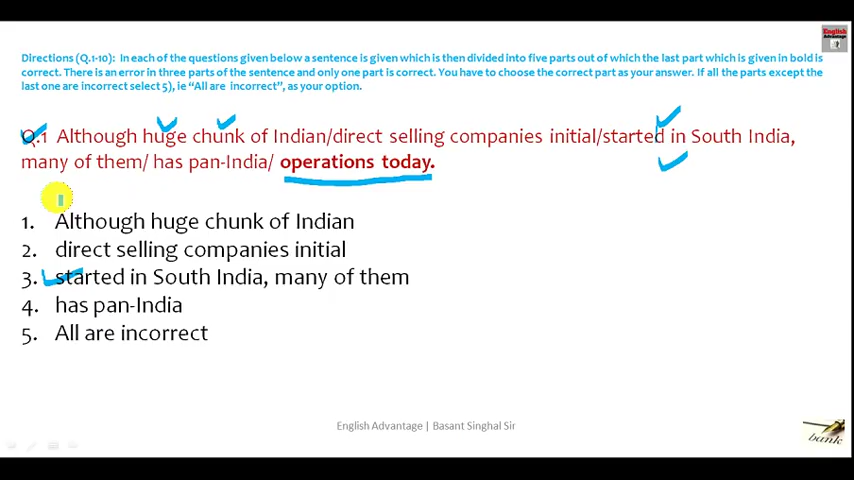 English
Advantage
Directions (Q.1-10): In each of the questions given below a sentence is given which is then divided into five parts out of which the last part which is given in bold is
correct. There is an error in three parts of the sentence and only one part is correct. You have to choose the correct part as your answer. If all the parts except the
last one are incorrect select 5), ie “All are incorrect”, as your option.
Q.1 Although huge chunk of Indian/direct selling companies initial/started in South India,
many of them/ has pan-India/ operations today.
1. Although huge chunk of Indian
2. direct selling companies initial
3. started in South India, many of them
4. has pan-India
5. All are incorrect
English Advantage | Basant Singhal Sir
bank